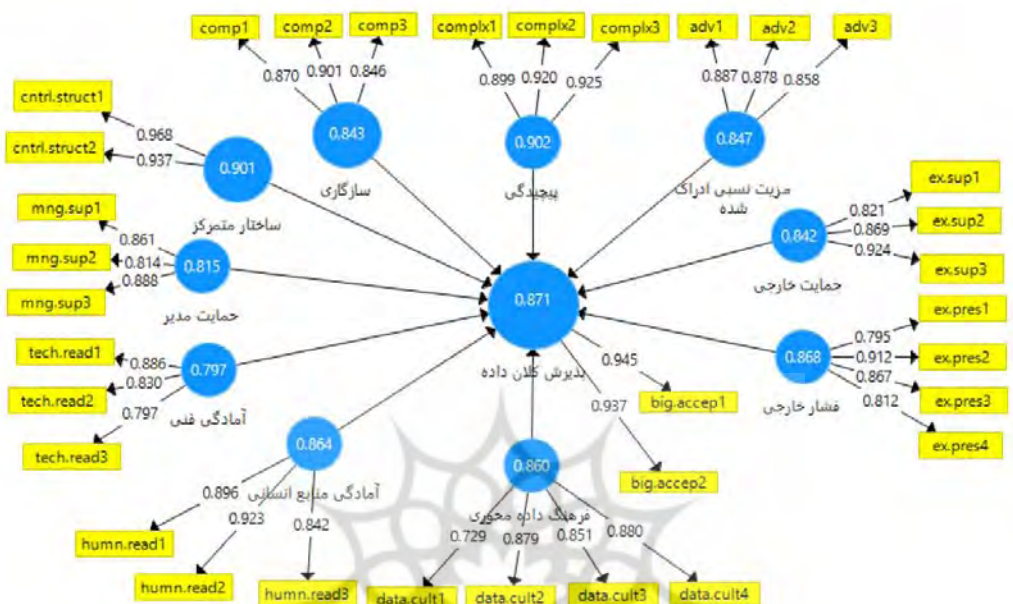 comp1
comp2
comp3
complx1
complx2
complx3
adv1
adv2
adv3
0.870
0.901
0.846
0.899
0.920
0.925
0.887
0.878
0.858
0.843
سازگاری
0.902
پیچیدگی
0.847
مزیت نسبی ادراک
شده
cntrl.struct1
cntrl.struct2
0.968
0.937
0.901
ساختار متمرکز
ex.sup1
ex.sup2
ex.sup3
0.821
0.869
0.924
0.842
حمایت خارجی
mng.sup1
mng.sup2
mng.sup3
0.861
0.814
0.888
0.815
حمایت مدیر
0.871
پذیرش کلان داده
0.945
0.937
big.accep1
big.accep2
ex.pres1
ex.pres2
ex.pres3
ex.pres4
0.795
0.912
0.867
0.812
0.868
فشار خارجی
tech.read1
tech.read2
tech.read3
0.886
0.830
0.797
0.797
آمادگی فنی
0.864
آمادگی منابع انسانی
0.896
0.923
0.842
humn.read1
humn.read2
humn.read3
0.860
فرهنگ داده محوری
0.729
0.879
0.851
0.880
data.cult1
data.cult2
data.cult3
data.cult4